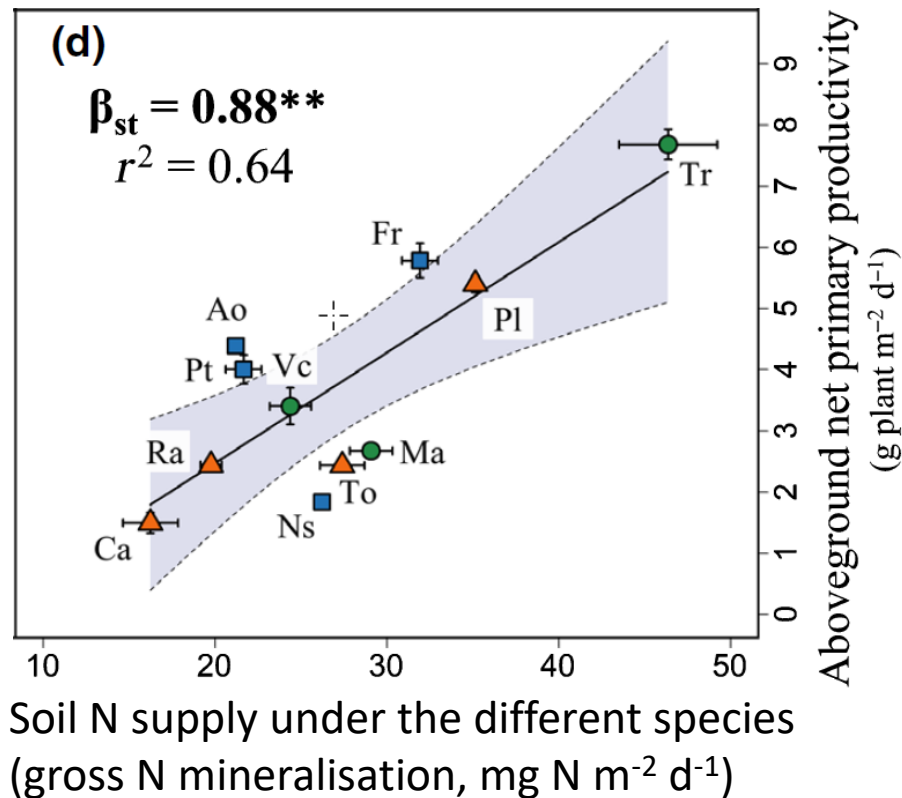 (d)
βst = 0.88**
r² = 0.64
Tr
Fr
Pl
Ao
Pt
Vc
Ra
Ma
To
Ns
Ca
9
8
7
6
5
4
3
2
1
0
Aboveground net primary productivity
(g plant m⁻² d⁻¹)
10 20 30 40 50
Soil N supply under the different species
(gross N mineralisation, mg N m⁻² d⁻¹)